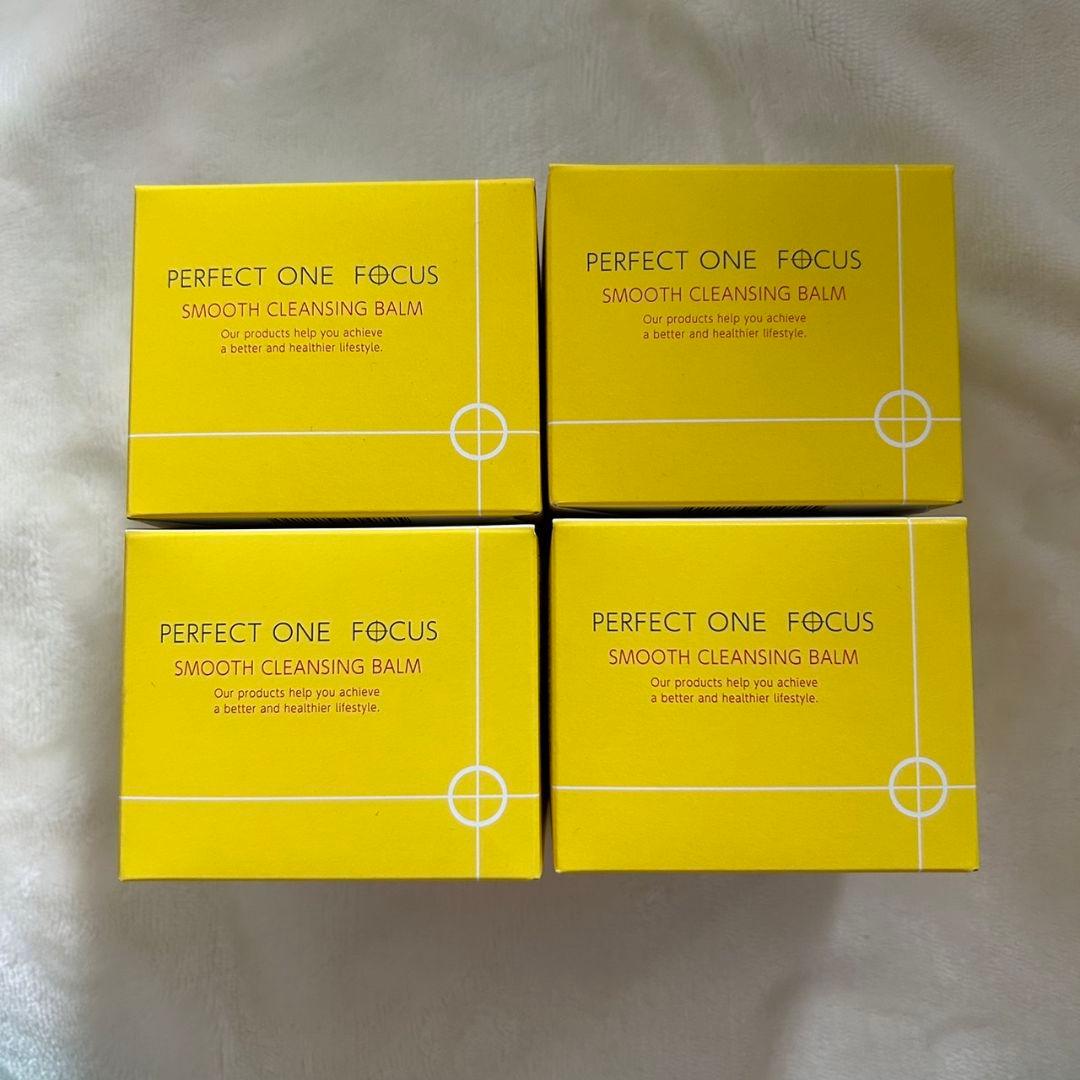 PERFECT ONE FOCUS
SMOOTH CLEANSING BALM
Our products help you achieve
a better and healthier lifestyle.
PERFECT ONE FOCUS
SMOOTH CLEANSING BALM
Our products help you achieve
a better and healthier lifestyle.
PERFECT ONE FOCUS
SMOOTH CLEANSING BALM
Our products help you achieve
a better and healthier lifestyle.
PERFECT ONE FOCUS
SMOOTH CLEANSING BALM
Our products help you achieve
a better and healthier lifestyle.